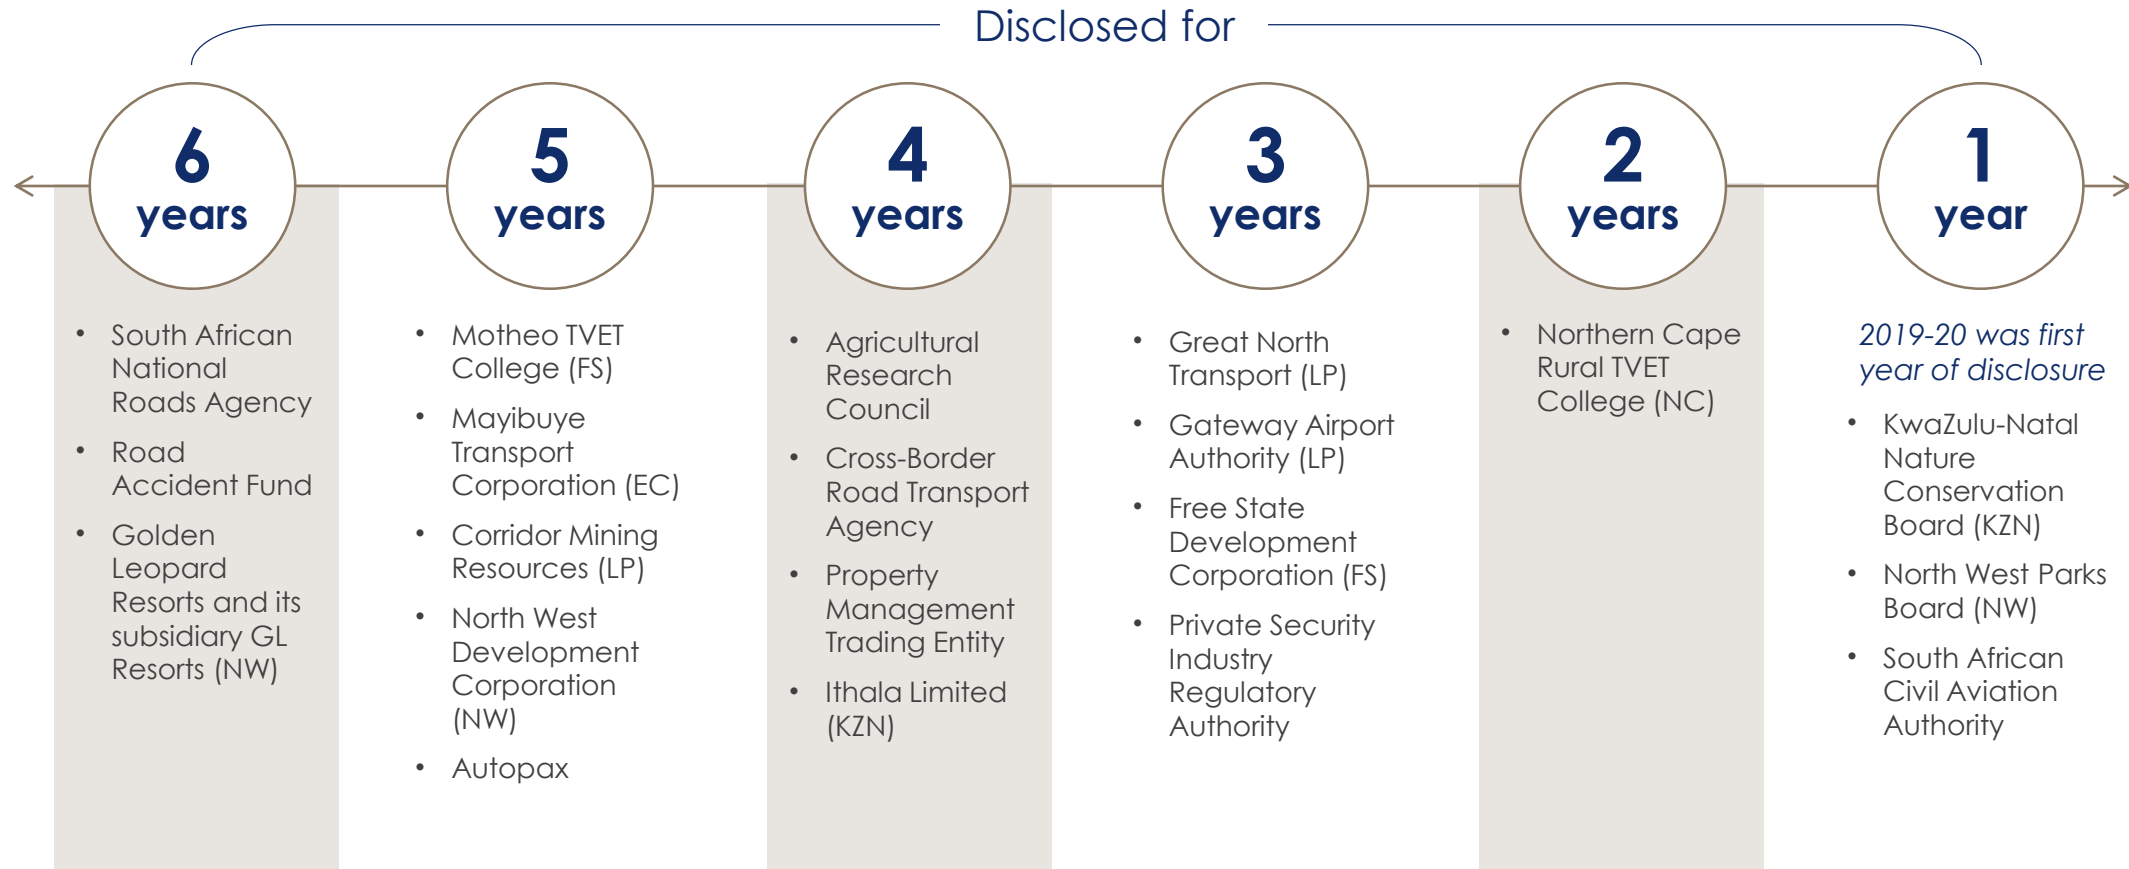 Disclosed for
6
years
• South African
National
Roads Agency
• Road
Accident Fund
• Golden
Leopard
Resorts and its
subsidiary GL
Resorts (NW)
5
years
• Motheo TVET
College (FS)
• Mayibuye
Transport
Corporation (EC)
• Corridor Mining
Resources (LP)
• North West
Development
Corporation
(NW)
• Autopax
4
years
• Agricultural
Research
Council
• Cross-Border
Road Transport
Agency
• Property
Management
Trading Entity
• Ithala Limited
(KZN)
3
years
• Great North
Transport (LP)
• Gateway Airport
Authority (LP)
• Free State
Development
Corporation (FS)
• Private Security
Industry
Regulatory
Authority
2
years
• Northern Cape
Rural TVET
College (NC)
1
year
2019-20 was first
year of disclosure
• KwaZulu-Natal
Nature
Conservation
Board (KZN)
• North West Parks
Board (NW)
• South African
Civil Aviation
Authority